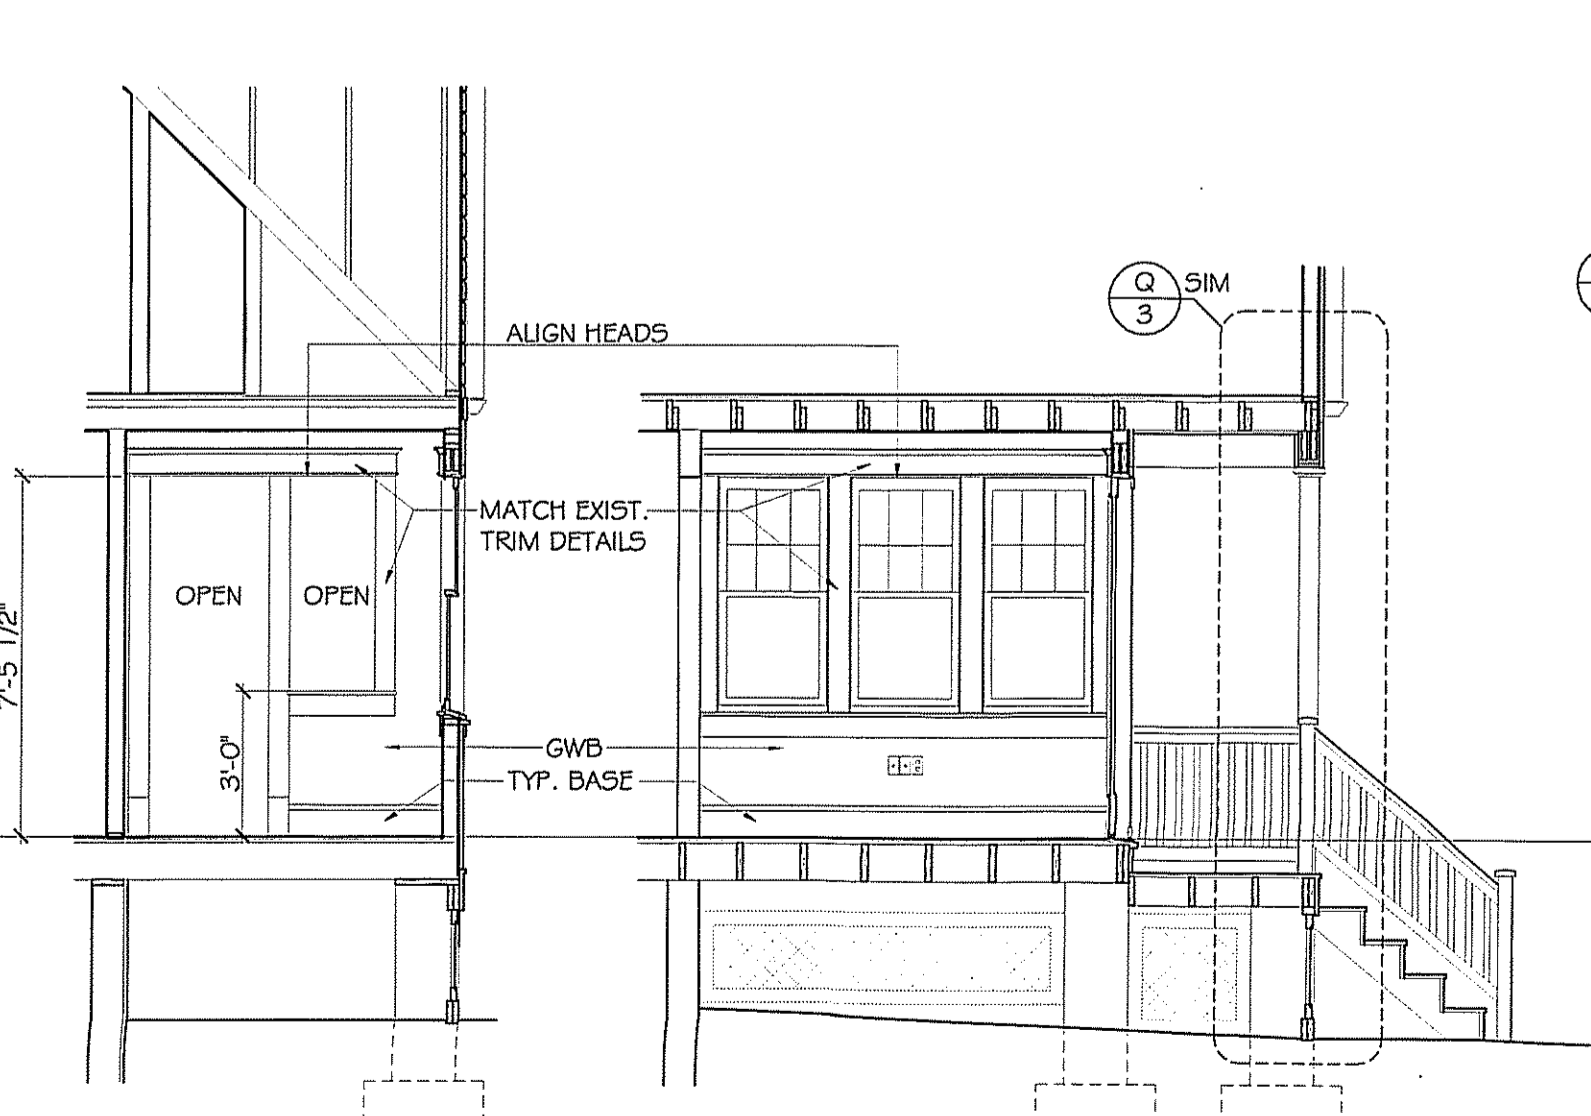 Q
3
SIM
ALIGN HEADS
MATCH EXIST.
TRIM DETAILS
OPEN
OPEN
7'-5 1/2"
3'-0"
GWB
TYP. BASE